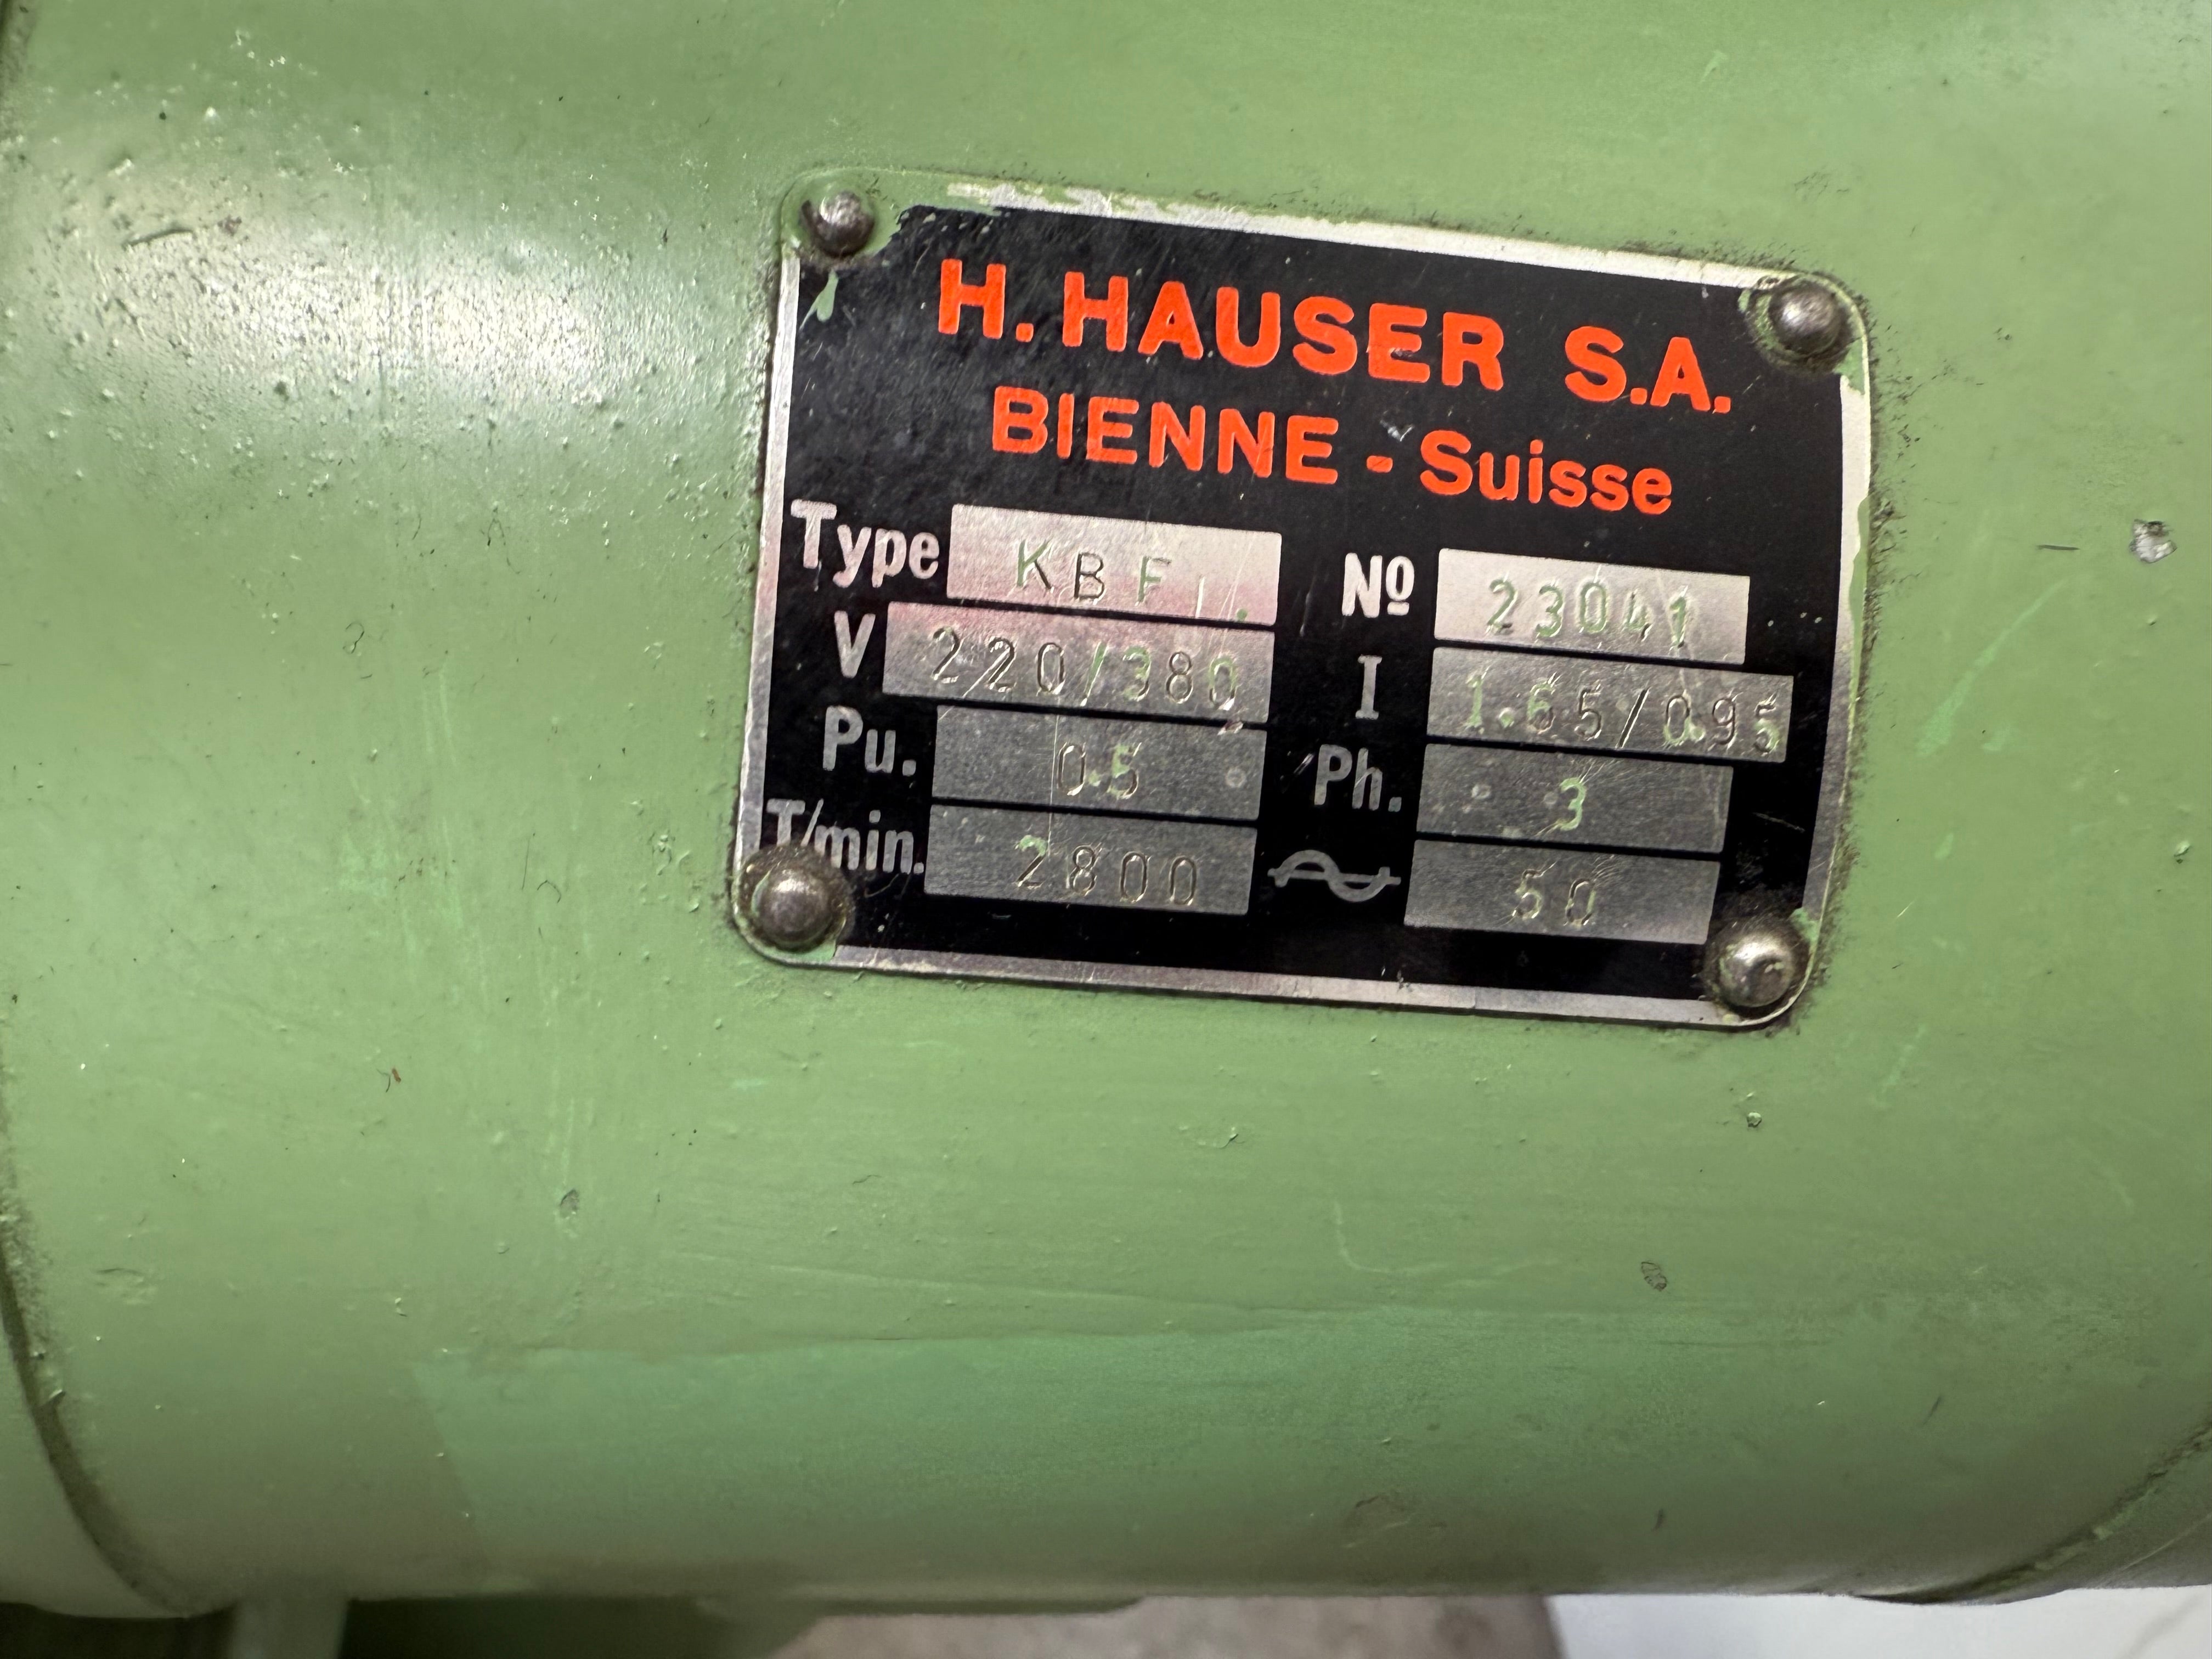 H. HAUSER S.A.
BIENNE - Suisse
Type KBF1. Nº 23041
V 220/380 I 1.65/0.95
Pu. 0.5 Ph. 3
T/min. 2800 50